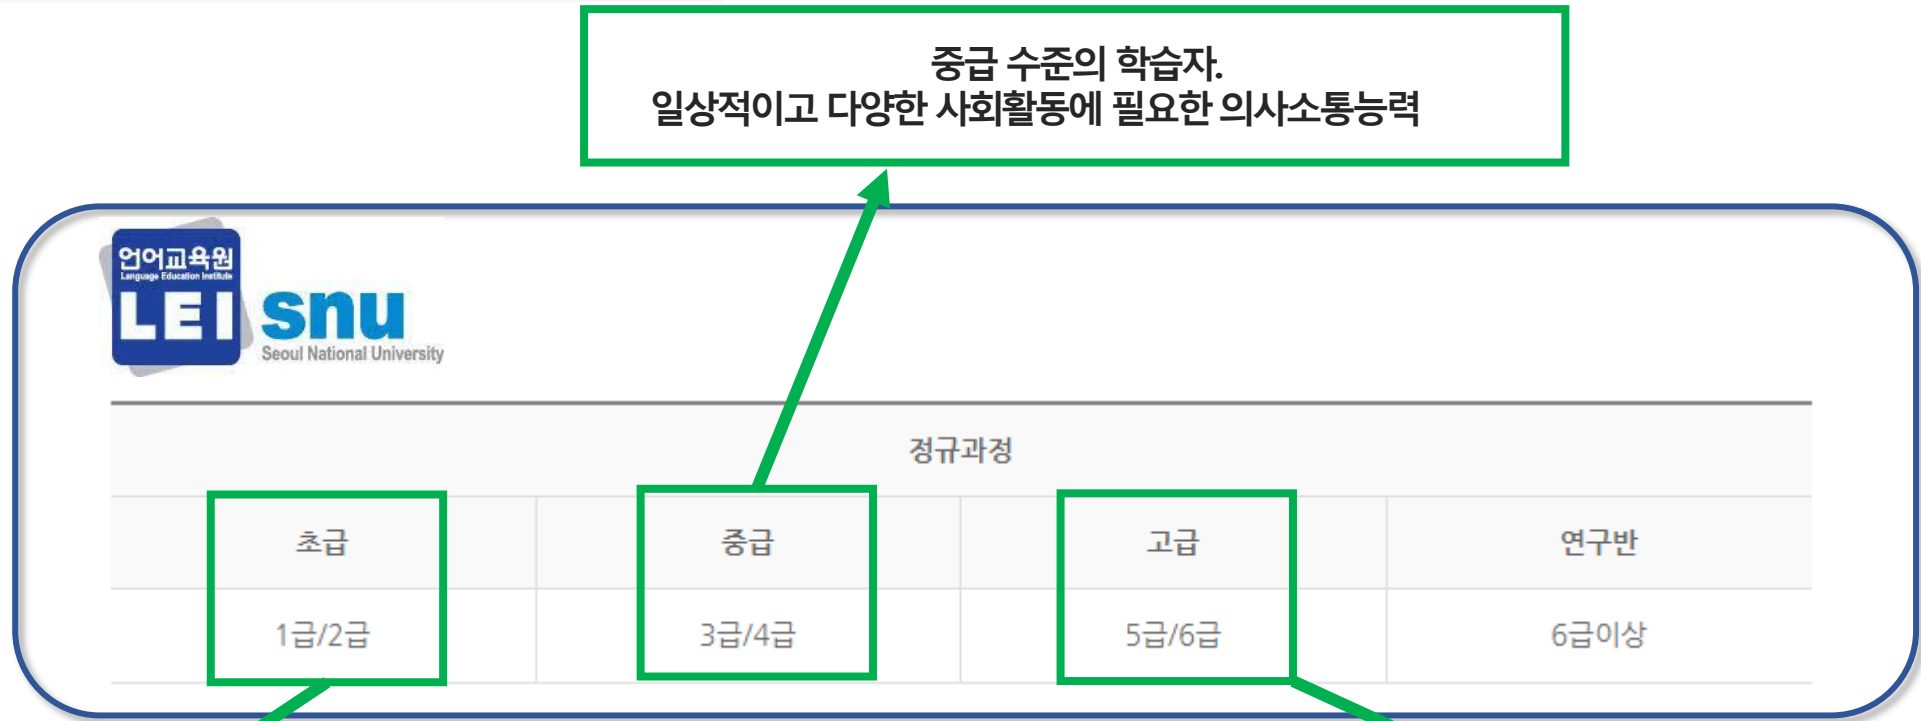 중급 수준의 학습자.
일상적이고 다양한 사회활동에 필요한 의사소통능력
언어교육원
Language Education Institute
LEI
snu
Seoul National University
정규과정
초급 중급 고급 연구반
1급/2급 3급/4급 5급/6급 6급이상